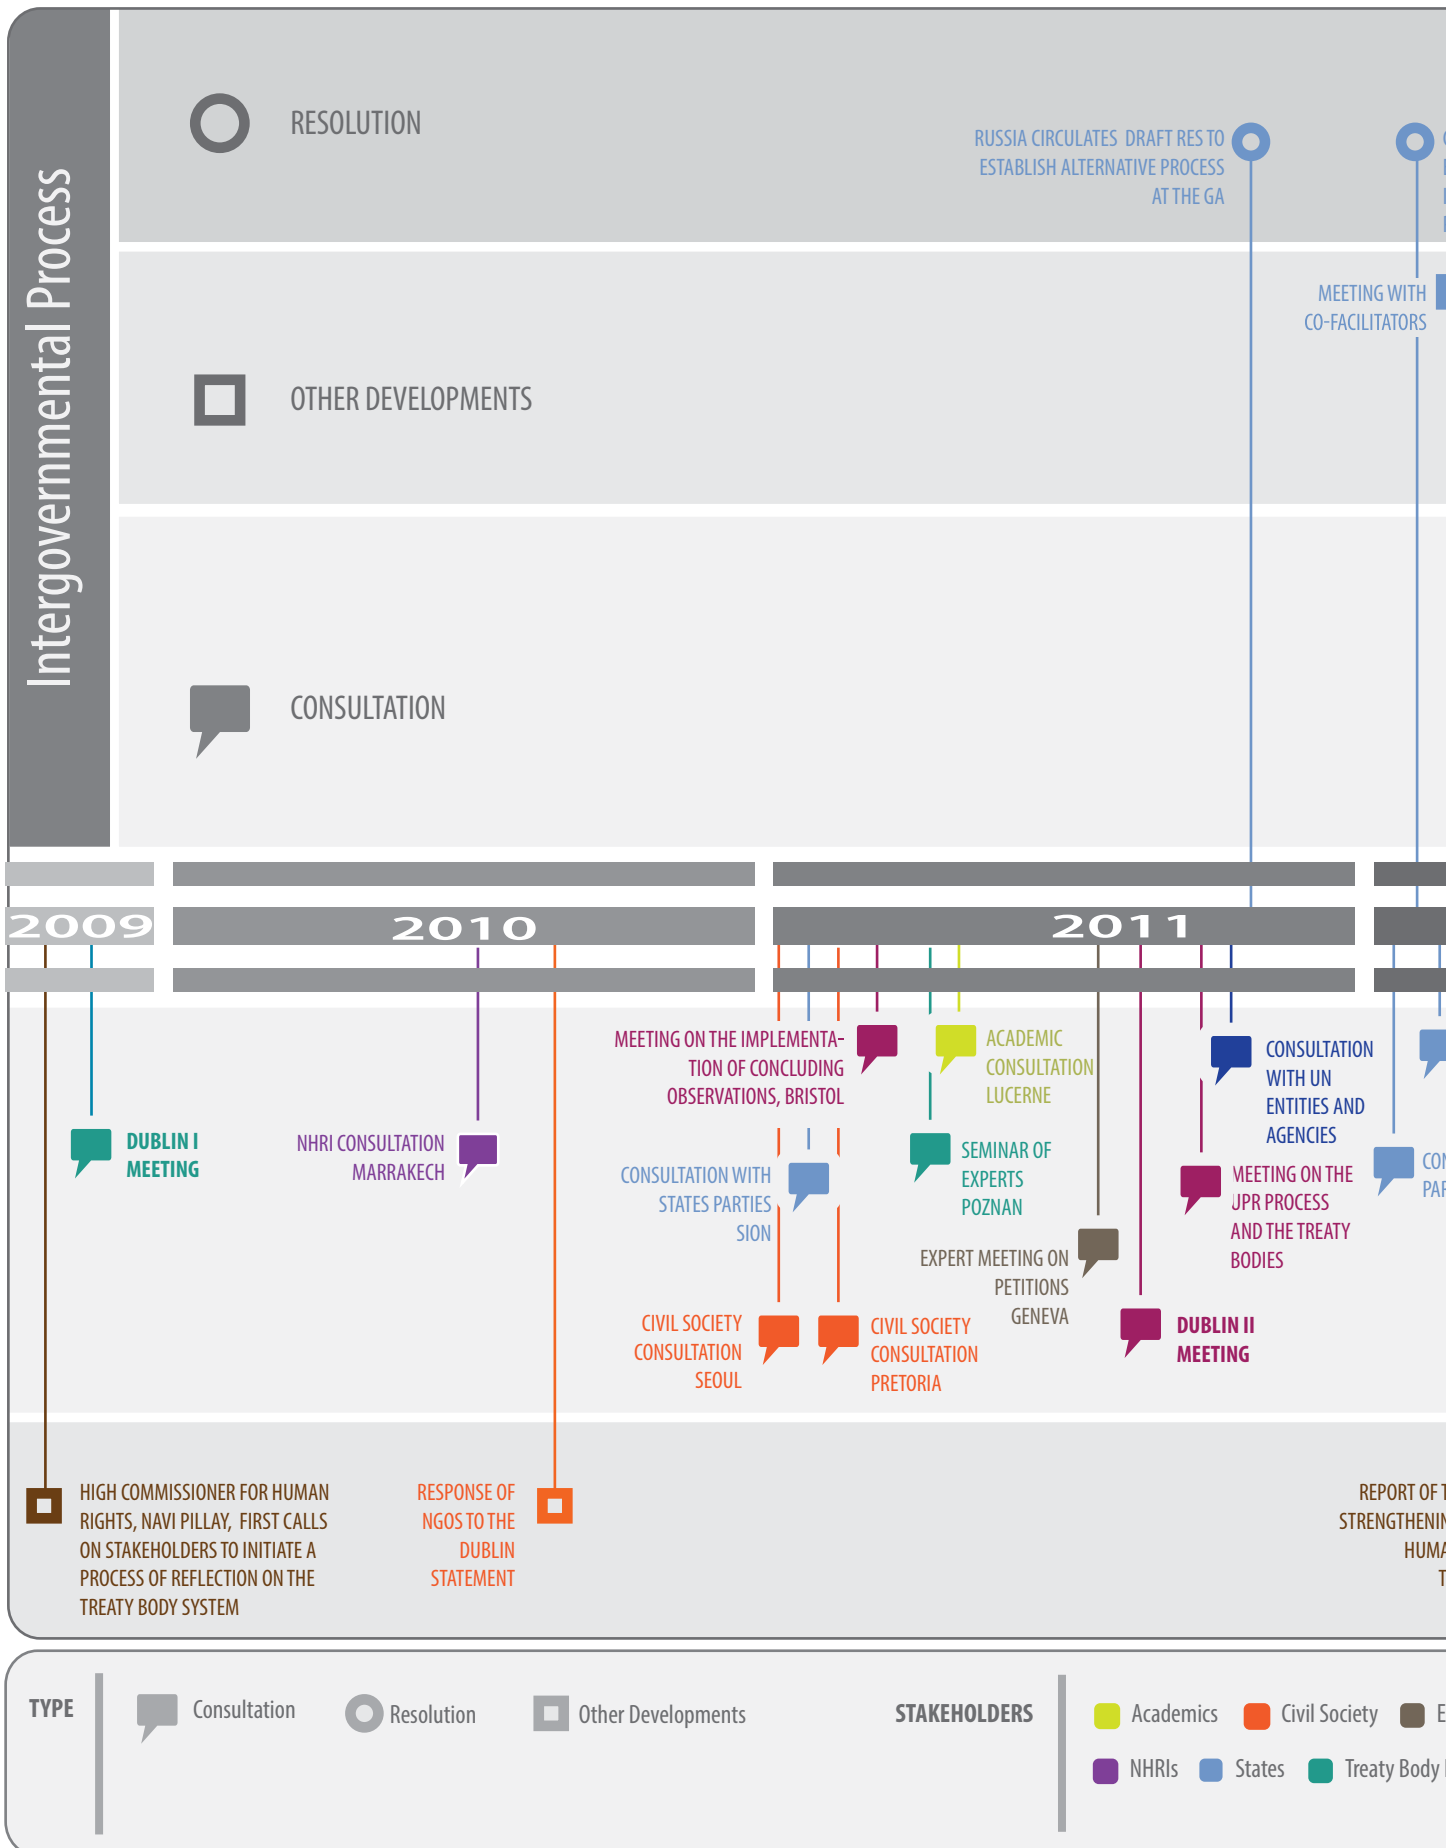 Intergovernmental Process
RESOLUTION
RUSSIA CIRCULATES DRAFT RES TO
ESTABLISH ALTERNATIVE PROCESS
AT THE GA
MEETING WITH
CO-FACILITATORS
OTHER DEVELOPMENTS
CONSULTATION
2009
2010
2011
MEETING ON THE IMPLEMENTA-
TION OF CONCLUDING
OBSERVATIONS, BRISTOL
ACADEMIC
CONSULTATION
LUCERNE
CONSULTATION
WITH UN
ENTITIES AND
AGENCIES
DUBLIN I
MEETING
NHRI CONSULTATION
MARRAKECH
CONSULTATION WITH
STATES PARTIES
SION
SEMINAR OF
EXPERTS
POZNAN
MEETING ON THE
UPR PROCESS
AND THE TREATY
BODIES
EXPERT MEETING ON
PETITIONS
GENEVA
CIVIL SOCIETY
CONSULTATION
SEOUL
CIVIL SOCIETY
CONSULTATION
PRETORIA
DUBLIN II
MEETING
HIGH COMMISSIONER FOR HUMAN
RIGHTS, NAVI PILLAY, FIRST CALLS
ON STAKEHOLDERS TO INITIATE A
PROCESS OF REFLECTION ON THE
TREATY BODY SYSTEM
RESPONSE OF
NGOS TO THE
DUBLIN
STATEMENT
REPORT OF
TYPE
Consultation
Resolution
Other Developments
STAKEHOLDERS
Academics
Civil Society
NHRIs
States
Treaty Body